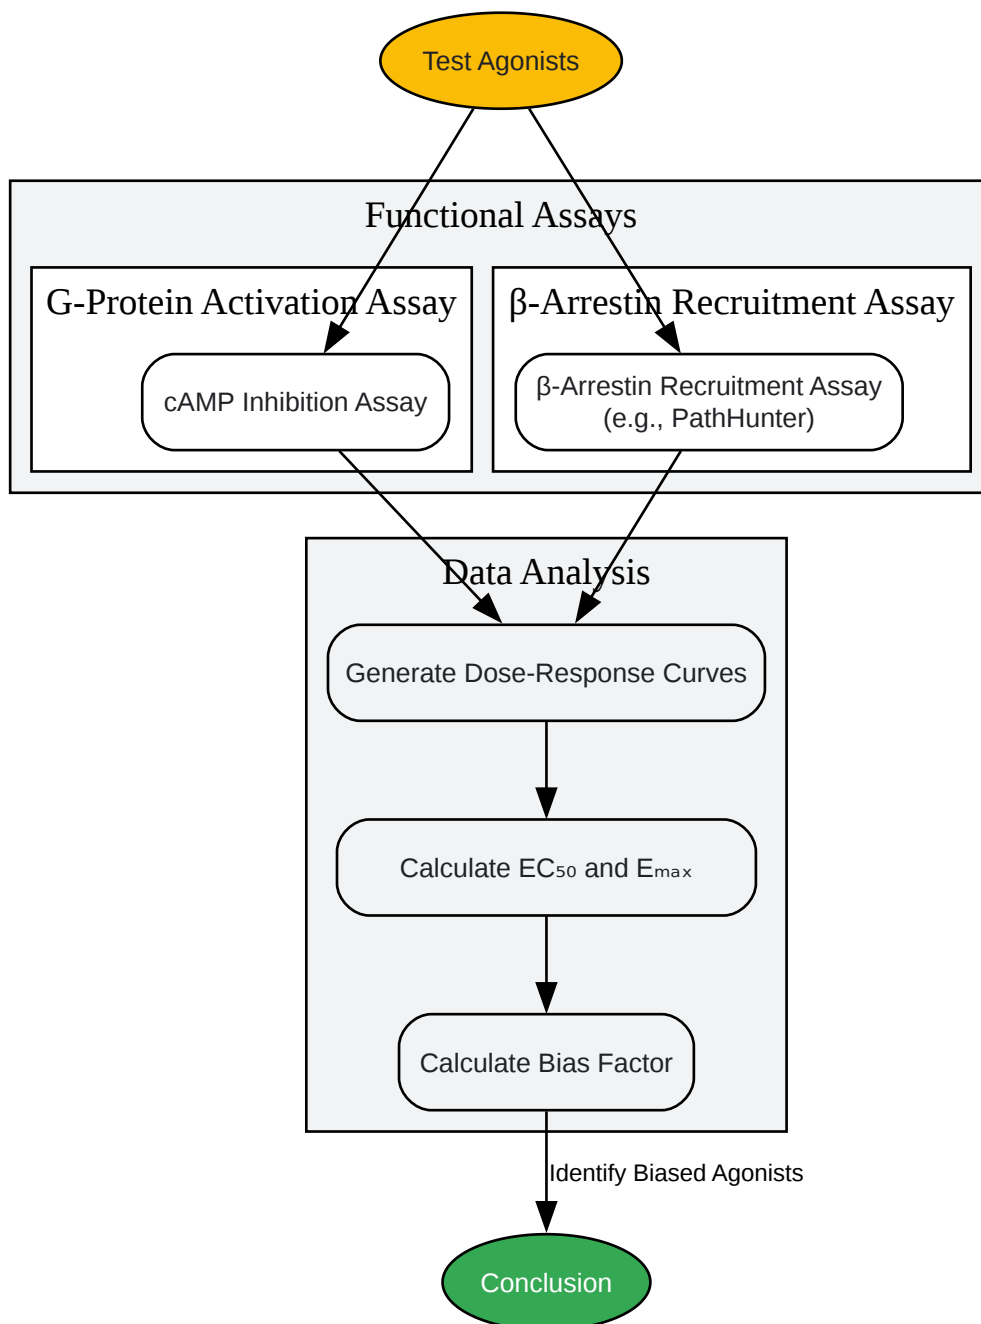 Test Agonists
Functional Assays
G-Protein Activation Assay
β-Arrestin Recruitment Assay
cAMP Inhibition Assay
β-Arrestin Recruitment Assay
(e.g., PathHunter)
Data Analysis
Generate Dose-Response Curves
Calculate EC₅₀ and Eₘₐₓ
Calculate Bias Factor
Identify Biased Agonists
Conclusion